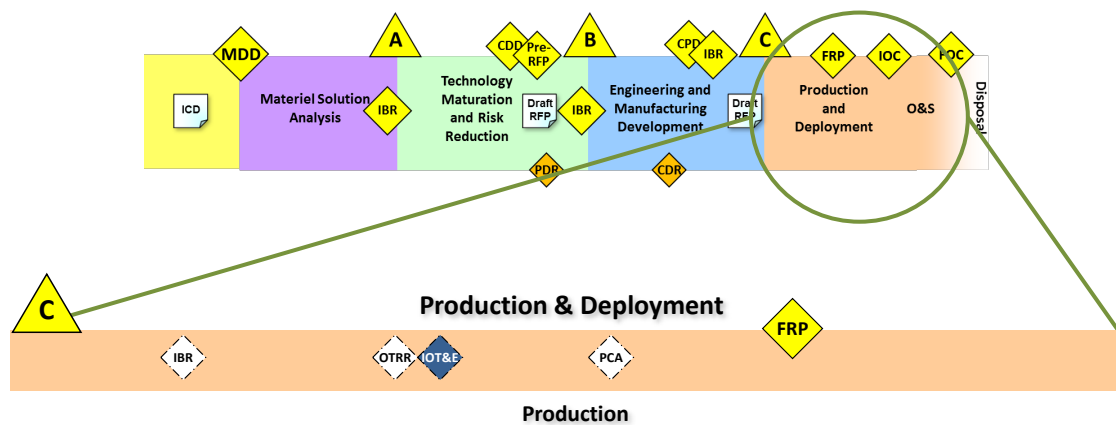 MDD
A
CDD
Pre-
RFP
B
CPD
IBR
C
FRP
IOC
FOC
ICD
Materiel Solution
Analysis
IBR
Technology
Maturation
and Risk
Reduction
Draft
RFP
IBR
Engineering and
Manufacturing
Development
Draft
RFP
Production
and
Deployment
O&S
Disposal
PDR
CDR
C
Production & Deployment
FRP
IBR
OTRR
IOT&E
PCA
Production